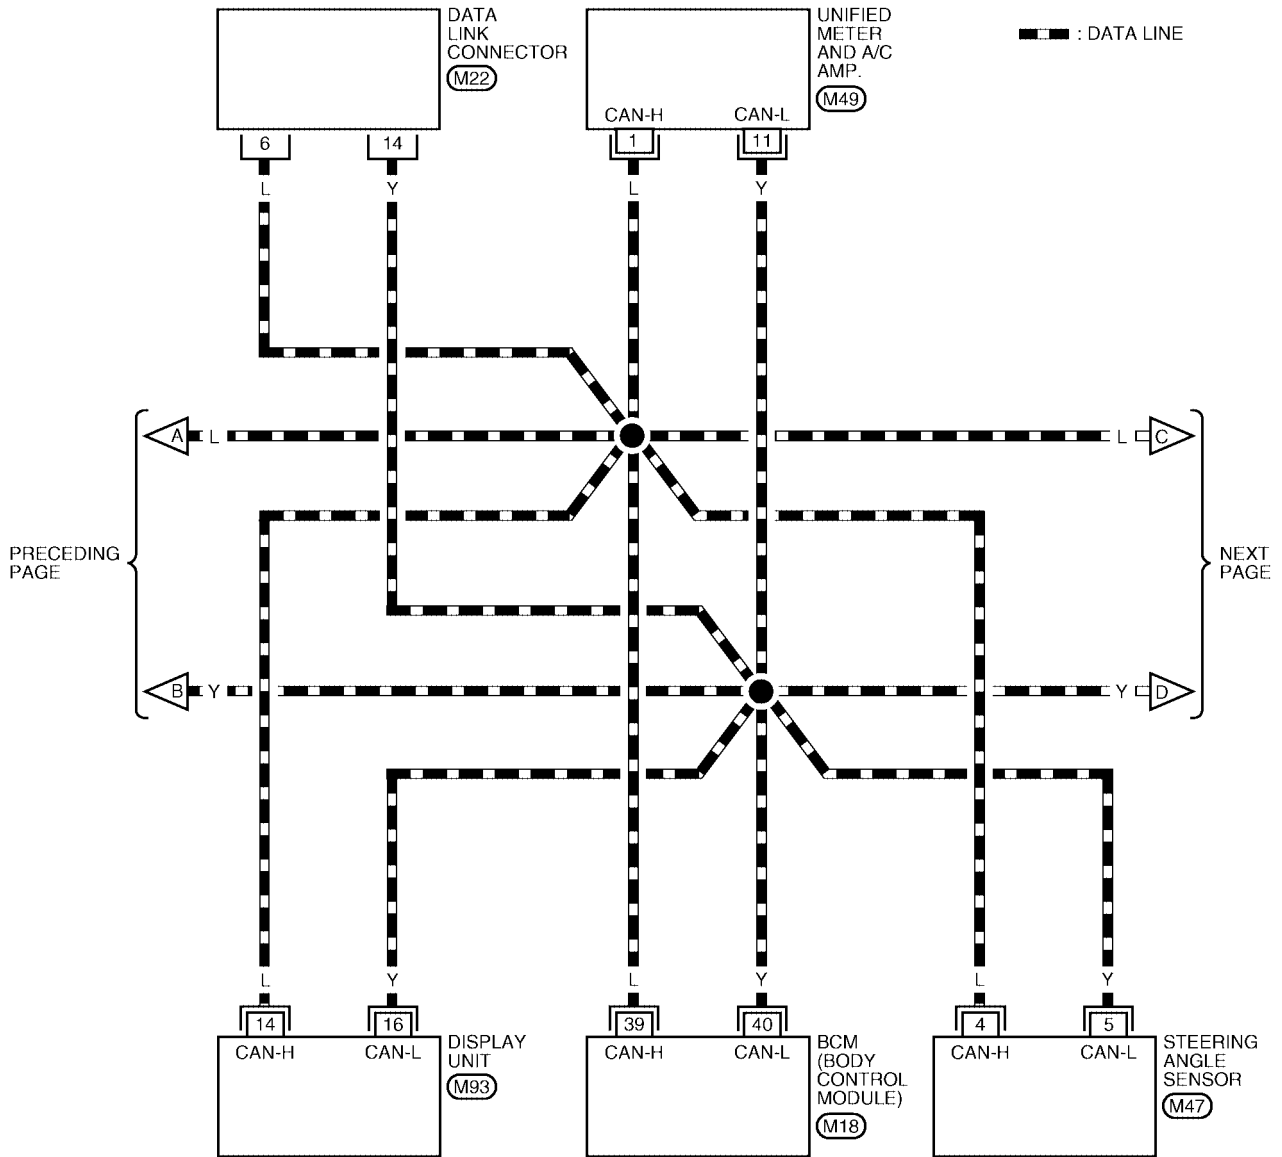 DATA
LINK
CONNECTOR
M22
UNIFIED
METER
AND A/C
AMP.
M49
: DATA LINE
CAN-H
CAN-L
6
14
1
11
L
Y
L
Y
A
L
L
C
PRECEDING
PAGE
NEXT
PAGE
B
Y
Y
D
L
Y
L
Y
L
Y
14
16
39
40
4
5
CAN-H
CAN-L
DISPLAY
UNIT
M93
CAN-H
CAN-L
BCM
(BODY
CONTROL
MODULE)
M18
CAN-H
CAN-L
STEERING
ANGLE
SENSOR
M47